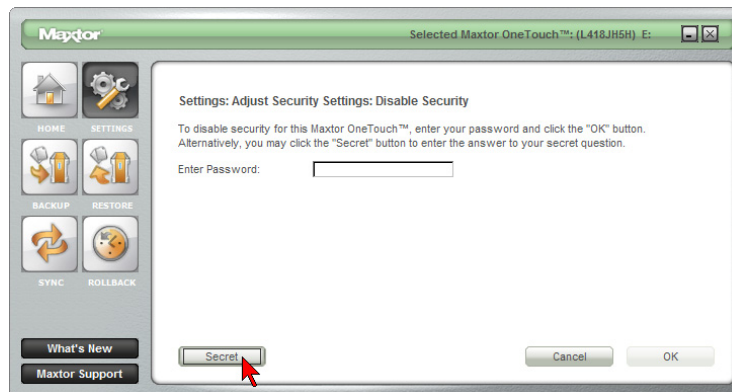 Maxtor
Selected Maxtor OneTouch™: (L418JH5H) E:
HOME SETTINGS
BACKUP RESTORE
SYNC ROLLBACK
What's New
Maxtor Support
Settings: Adjust Security Settings: Disable Security
To disable security for this Maxtor OneTouch™, enter your password and click the "OK" button.
Alternatively, you may click the "Secret" button to enter the answer to your secret question.
Enter Password:
Secret
Cancel
OK